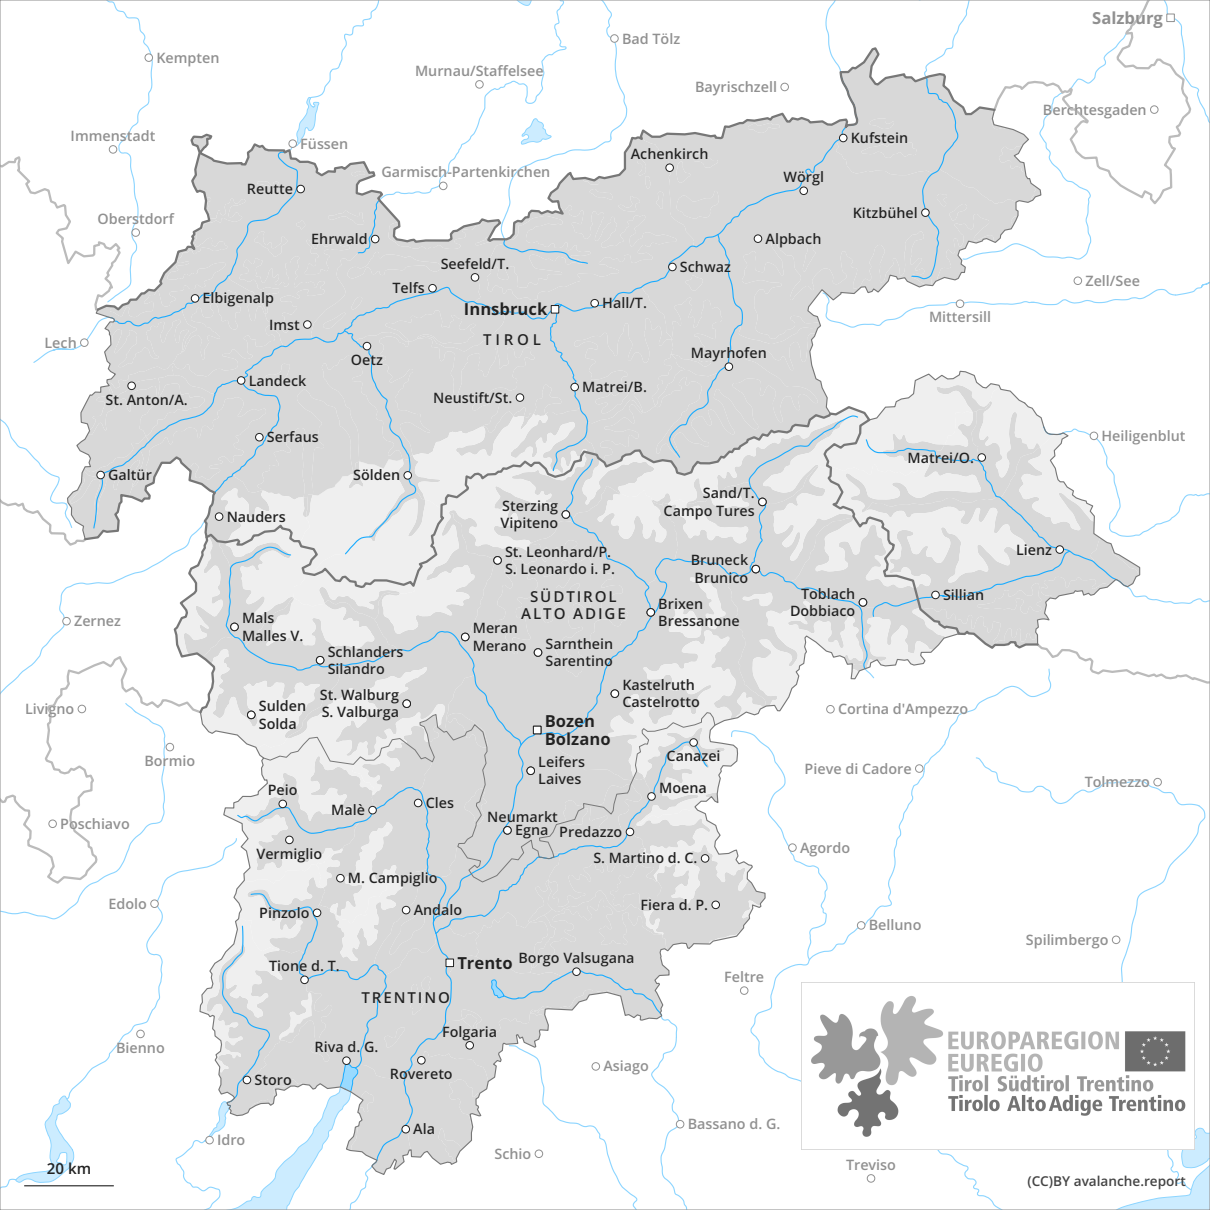 Salzburg
Bad Tölz
Kempten
Murnau/Staffelsee
Bayrischzell
Berchtesgaden
Immenstadt
Füssen
Kufstein
Achenkirch
Garmisch-Partenkirchen
Wörgl
Reutte
Oberstdorf
Kitzbühel
Ehrwald
Alpbach
Seefeld/T.
Schwaz
Zell/See
Telfs
Elbigenalp
Hall/T.
Innsbruck
Mittersill
Imst
TIROL
Lech
Mayrhofen
Oetz
Landeck
Matrei/B.
St. Anton/A.
Neustift/St.
Serfaus
Heiligenblut
Matrei/O.
Galtür
Sölden
Sand/T.
Campo Tures
Sterzing
Vipiteno
Nauders
St. Leonhard/P.
S. Leonardo i. P.
Lienz
Bruneck
Brunico
SÜDTIROL
ALTO ADIGE
Toblach
Dobbiaco
Sillian
Brixen
Bressanone
Zernez
Mals
Malles V.
Meran
Merano
Sarnthein
Sarentino
Schlanders
Silandro
Kastelruth
Castelrotto
St. Walburg
S. Valburga
Sulden
Solda
Livigno
Cortina d'Ampezzo
Bozen
Bolzano
Bormio
Canazei
Leifers
Laives
Pieve di Cadore
Tolmezzo
Peio
Moena
Malè
Cles
Neumarkt
Egna
Predazzo
Poschiavo
Vermiglio
S. Martino d. C.
Agordo
M. Campiglio
Edolo
Pinzolo
Andalo
Fiera d. P.
Belluno
Spilimbergo
Trento
Borgo Valsugana
Tione d. T.
Feltre
TRENTINO
Folgaria
Bienno
Riva d. G.
Rovereto
Asiago
Storo
EUROPAREGION
EUREGIO
Tirol Südtirol Trentino
Tirolo Alto Adige Trentino
Ala
Bassano d. G.
Idro
Schio
Treviso
20 km
(CC)BY avalanche.report